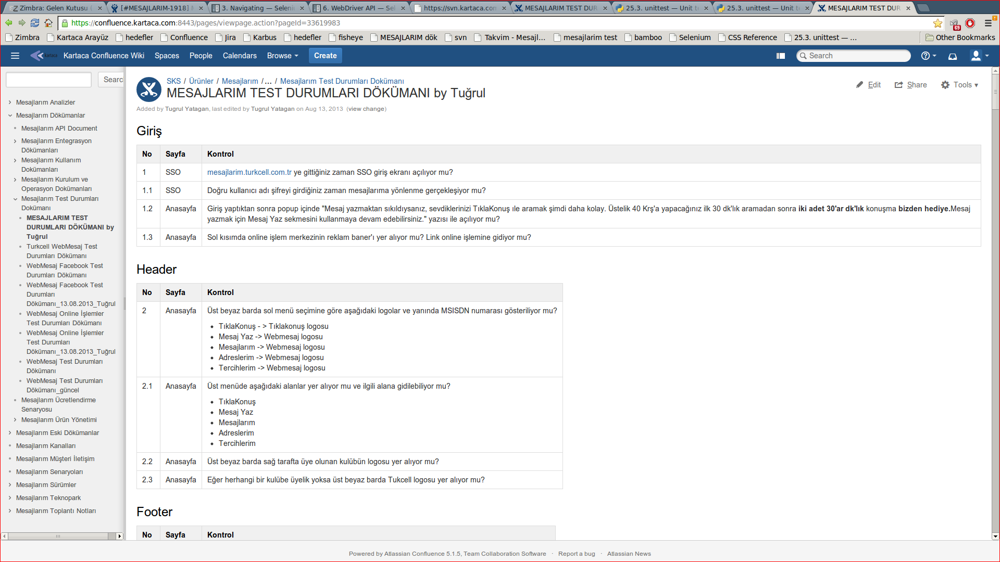 Zimbra: Gelen Kutusu (
[#MESAJLARIM-1918] M
3. Navigating — Seleni
6. WebDriver API — Sel
https://svn.kartaca.com
MESAJLARIM TEST DUR
25.3. unittest — Unit te
25.3. unittest — Unit te
MESAJLARIM TEST DUR
https://confluence.kartaca.com:8443/pages/viewpage.action?pageId=33619983
69
Zimbra
Kartaca Arayüz
hedefler
Confluence
Jira
Karbus
hedefler
fisheye
MESAJLARIM dök
svn
Takvim - Mesajl...
mesajlarim test
bamboo
Selenium
CSS Reference
25.3. unittest — ...
Other Bookmarks
kartaca
Kartaca Confluence Wiki
Spaces
People
Calendars
Browse
Create
Search
Searc
Mesajlarım Analizler
Mesajlarım Dökümanlar
Mesajlarım API Document
Mesajlarım Entegrasyon
Dökümanları
Mesajlarım Kullanım
Dokümanları
Mesajlarım Kurulum ve
Operasyon Dokümanları
Mesajlarım Test Durumları
Dokümanı
MESAJLARIM TEST
DURUMLARI DÖKÜMANI by
Tuğrul
Turkcell WebMesaj Test
Durumları Dökümanı
WebMesaj Facebook Test
Durumları Dökümanı
WebMesaj Facebook Test
Durumları
Dökümanı_13.08.2013_Tuğrul
WebMesaj Online İşlemler
Test Durumları Dökümanı
WebMesaj Online İşlemler
Test Durumları
Dökümanı_13.08.2013_Tuğrul
WebMesaj Test Durumları
Dökümanı
WebMesaj Test Durumları
Dökümanı_güncel
Mesajlarım Ücretlendirme
Senaryosu
Mesajlarım Ürün Yönetimi
Mesajlarım Eski Dökümanlar
Mesajlarım Kanalları
Mesajlarım Müşteri İletişim
Mesajlarım Senaryoları
Mesajlarım Sürümler
Mesajlarım Teknopark
Mesajlarım Toplantı Notları
SKS / Ürünler / Mesajlarım /... / Mesajlarım Test Durumları Dokümanı
MESAJLARIM TEST DURUMLARI DÖKÜMANI by Tuğrul
Edit
Share
Tools
Added by Tugrul Yatagan, last edited by Tugrul Yatagan on Aug 13, 2013 (view change)
Giriş
No Sayfa Kontrol
1 SSO mesajlarim.turkcell.com.tr ye gittiğiniz zaman SSO giriş ekranı açılıyor mu?
1.1 SSO Doğru kullanıcı adı şifreyi girdiğiniz zaman mesajlarıma yönlenme gerçekleşiyor mu?
1.2 Anasayfa Giriş yaptıktan sonra popup içinde "Mesaj yazmaktan sıkıldıysanız, sevdiklerinizi TıklaKonuş ıle aramak şimdi daha kolay. Üstelik 40 Krş'a yapacağınız ilk 30 dk'lık aramadan sonra iki adet 30'ar dk'lık konuşma bizden hediye.Mesaj
yazmak için Mesaj Yaz sekmesini kullanmaya devam edebilirsiniz." yazısı ile açılıyor mu?
1.3 Anasayfa Sol kısımda online işlem merkezinin reklam baner'ı yer alıyor mu? Link online işlemine gidiyor mu?
Header
No Sayfa Kontrol
2 Anasayfa Üst beyaz barda sol menü seçimine göre aşağıdaki logolar ve yanında MSISDN numarası gösteriliyor mu?
TıklaKonuş - > Tıklakonuş logosu
Mesaj Yaz -> Webmesaj logosu
Mesajlarım -> Webmesaj logosu
Adreslerim -> Webmesaj logosu
Tercihlerim -> Webmesaj logosu
2.1 Anasayfa Üst menüde aşağıdaki alanlar yer alıyor mu ve ilgili alana gidilebiliyor mu?
TıklaKonuş
Mesaj Yaz
Mesajlarım
Adreslerim
Tercihlerim
2.2 Anasayfa Üst beyaz barda sağ tarafta üye olunan kulübün logosu yer alıyor mu?
2.3 Anasayfa Eğer herhangi bir kulübe üyelik yoksa üst beyaz barda Tukcell logosu yer alıyor mu?
Footer
No Sayfa Kontrol
Powered by Atlassian Confluence 5.1.5, Team Collaboration Software · Report a bug · Atlassian News